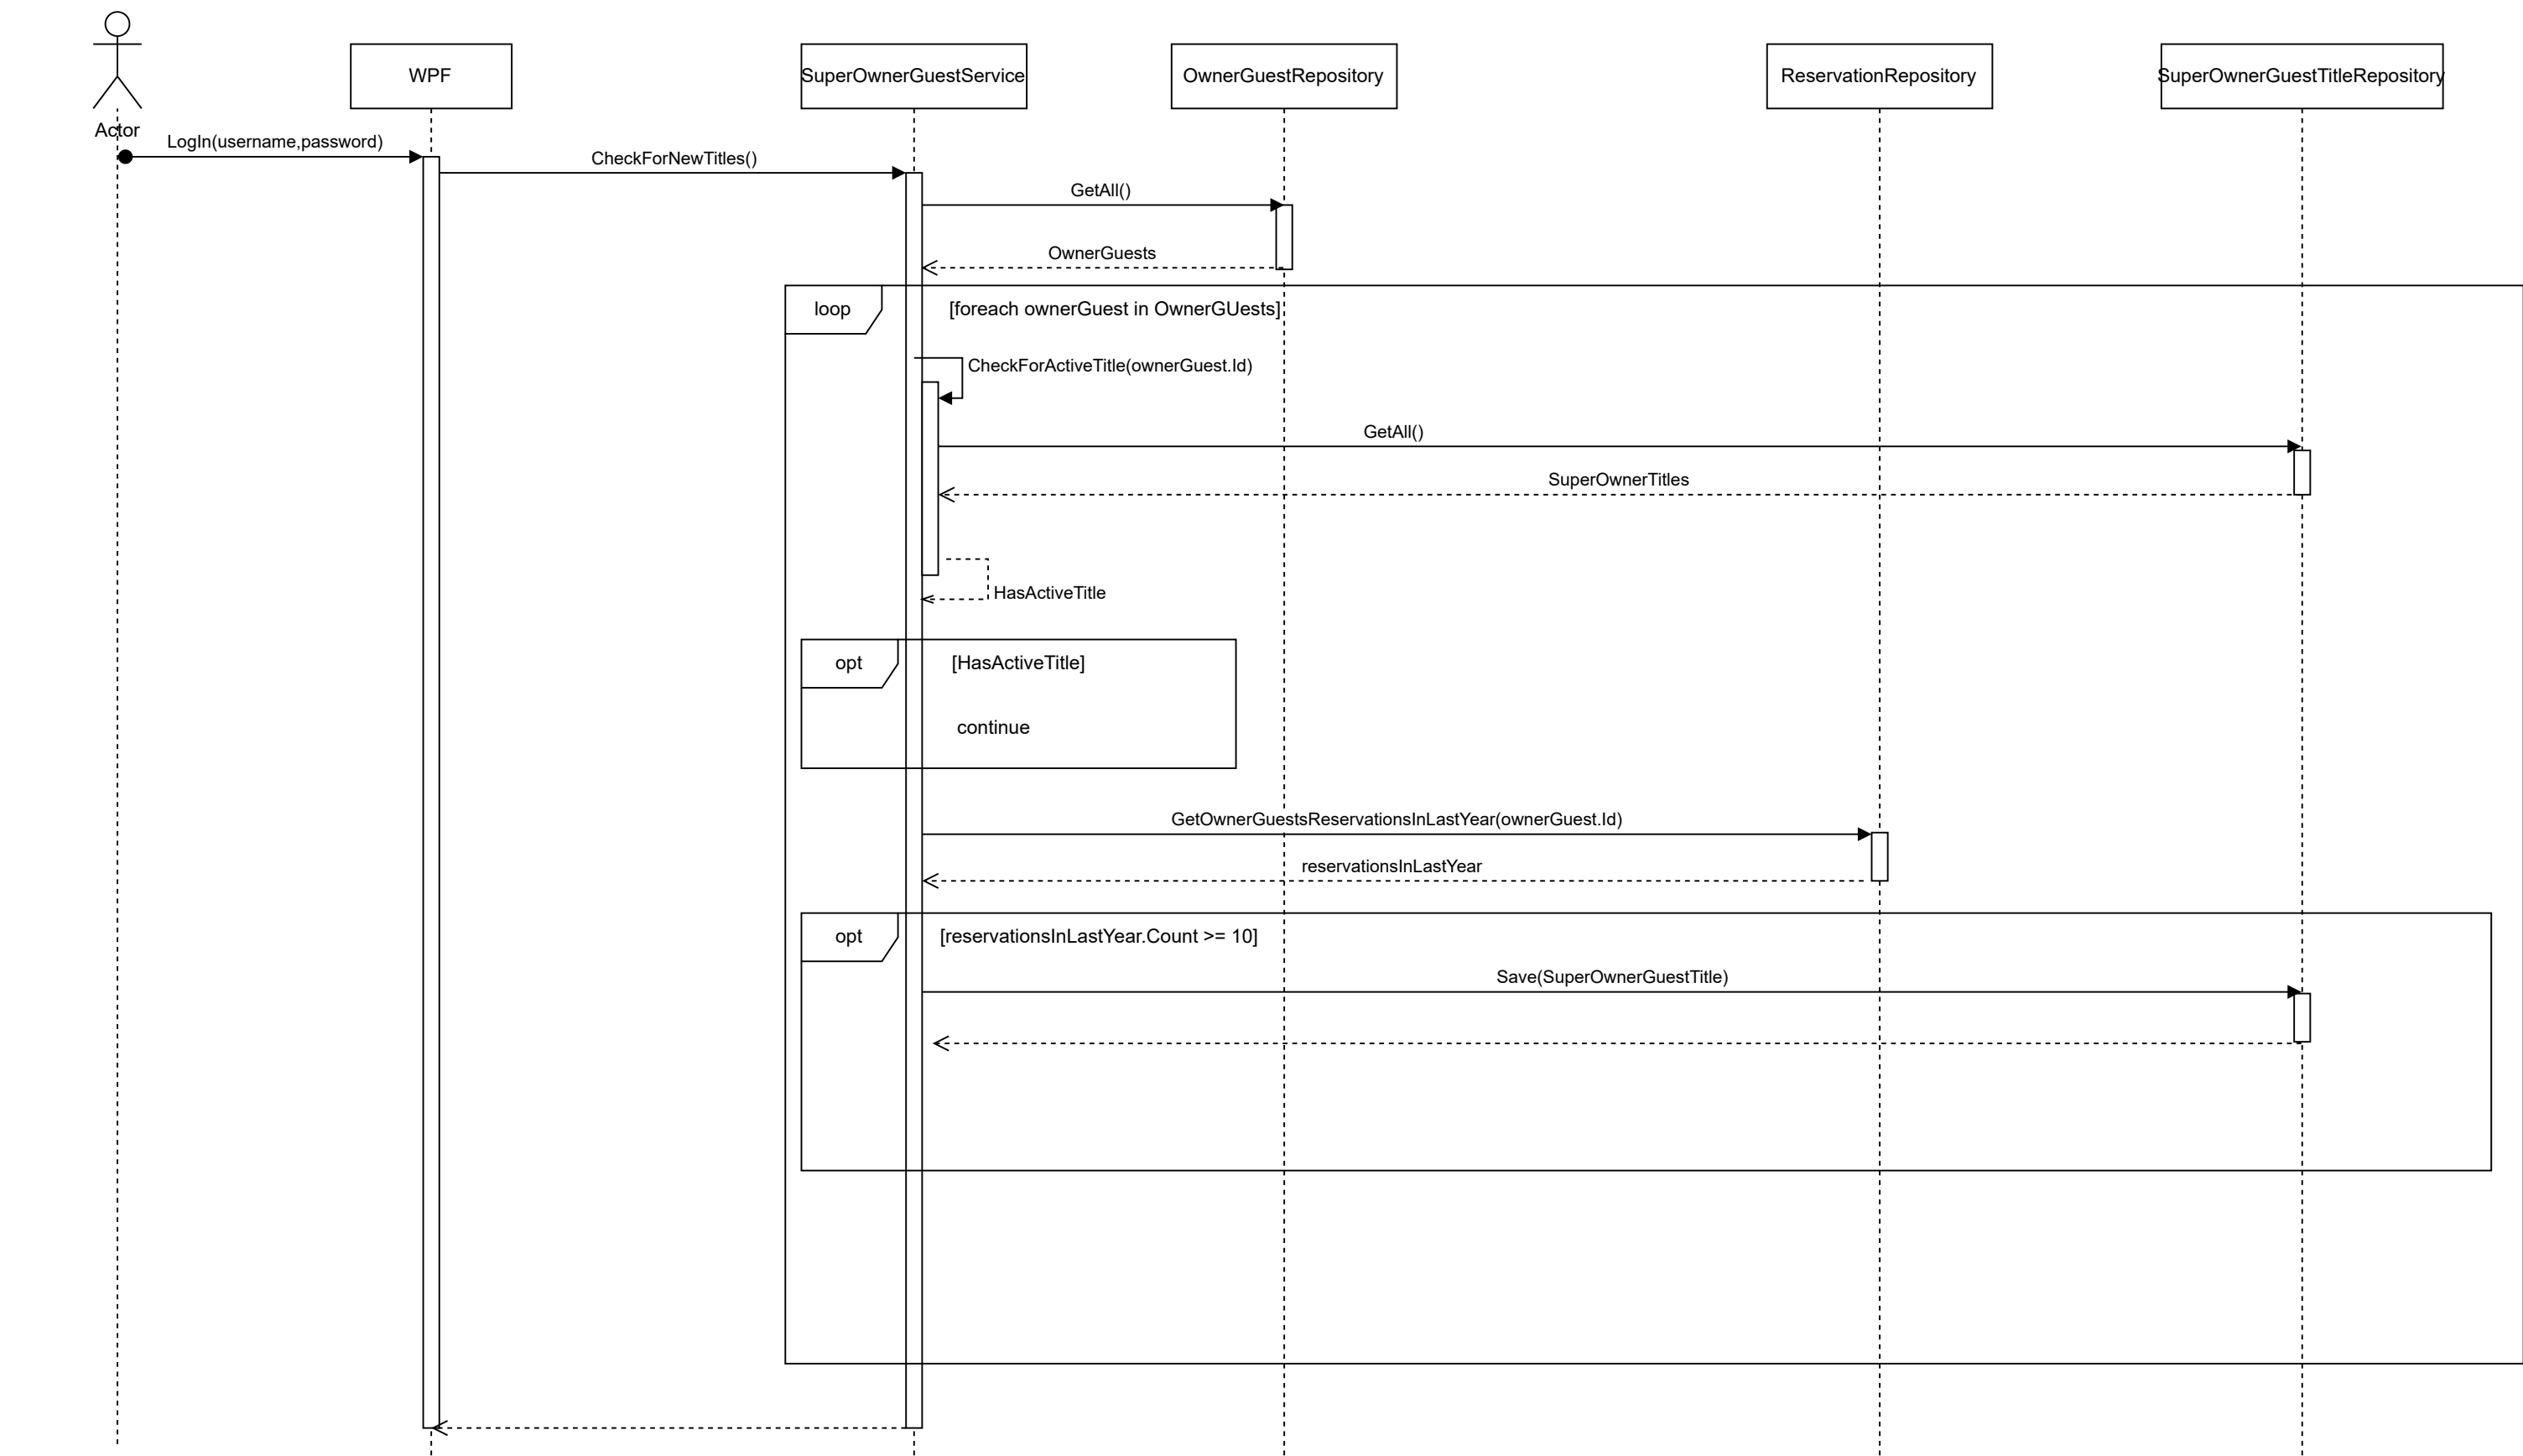 WPF
SuperOwnerGuestService
OwnerGuestRepository
ReservationRepository
SuperOwnerGuestTitleRepository
Actor
LogIn(username,password)
CheckForNewTitles()
GetAll()
OwnerGuests
loop
[foreach ownerGuest in OwnerGUests]
CheckForActiveTitle(ownerGuest.Id)
GetAll()
SuperOwnerTitles
HasActiveTitle
opt
[HasActiveTitle]
continue
GetOwnerGuestsReservationsInLastYear(ownerGuest.Id)
reservationsInLastYear
opt
[reservationsInLastYear.Count >= 10]
Save(SuperOwnerGuestTitle)